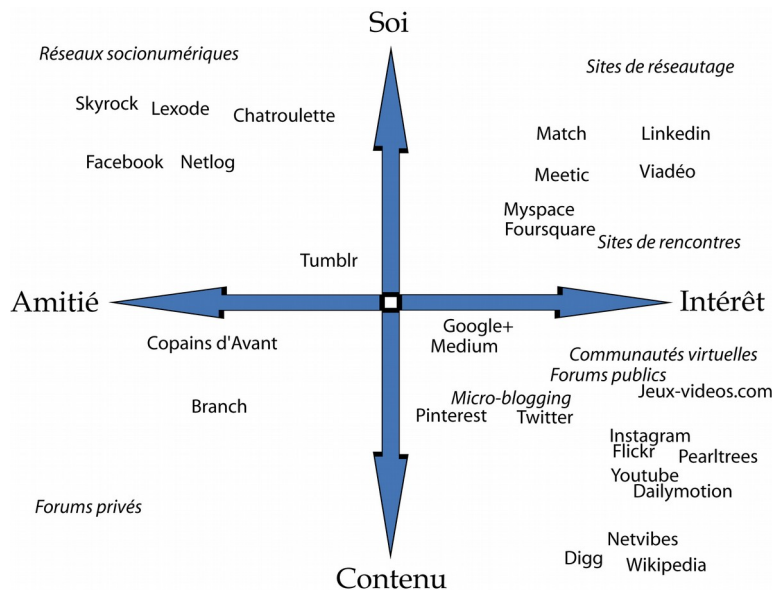 Soi
Réseaux socionumériques
Sites de réseautage
Skyrock Lexode Chatroulette
Match Linkedin
Facebook Netlog
Meetic Viadéo
Myspace
Foursquare
Sites de rencontres
Tumblr
Amitié Intérêt
Google+
Copains d'Avant Medium
Communautés virtuelles
Forums publics
Jeux-videos.com
Micro-blogging
Branch Pinterest Twitter
Instagram
Flickr Pearltrees
Youtube
Dailymotion
Forums privés
Netvibes
Digg Wikipedia
Contenu